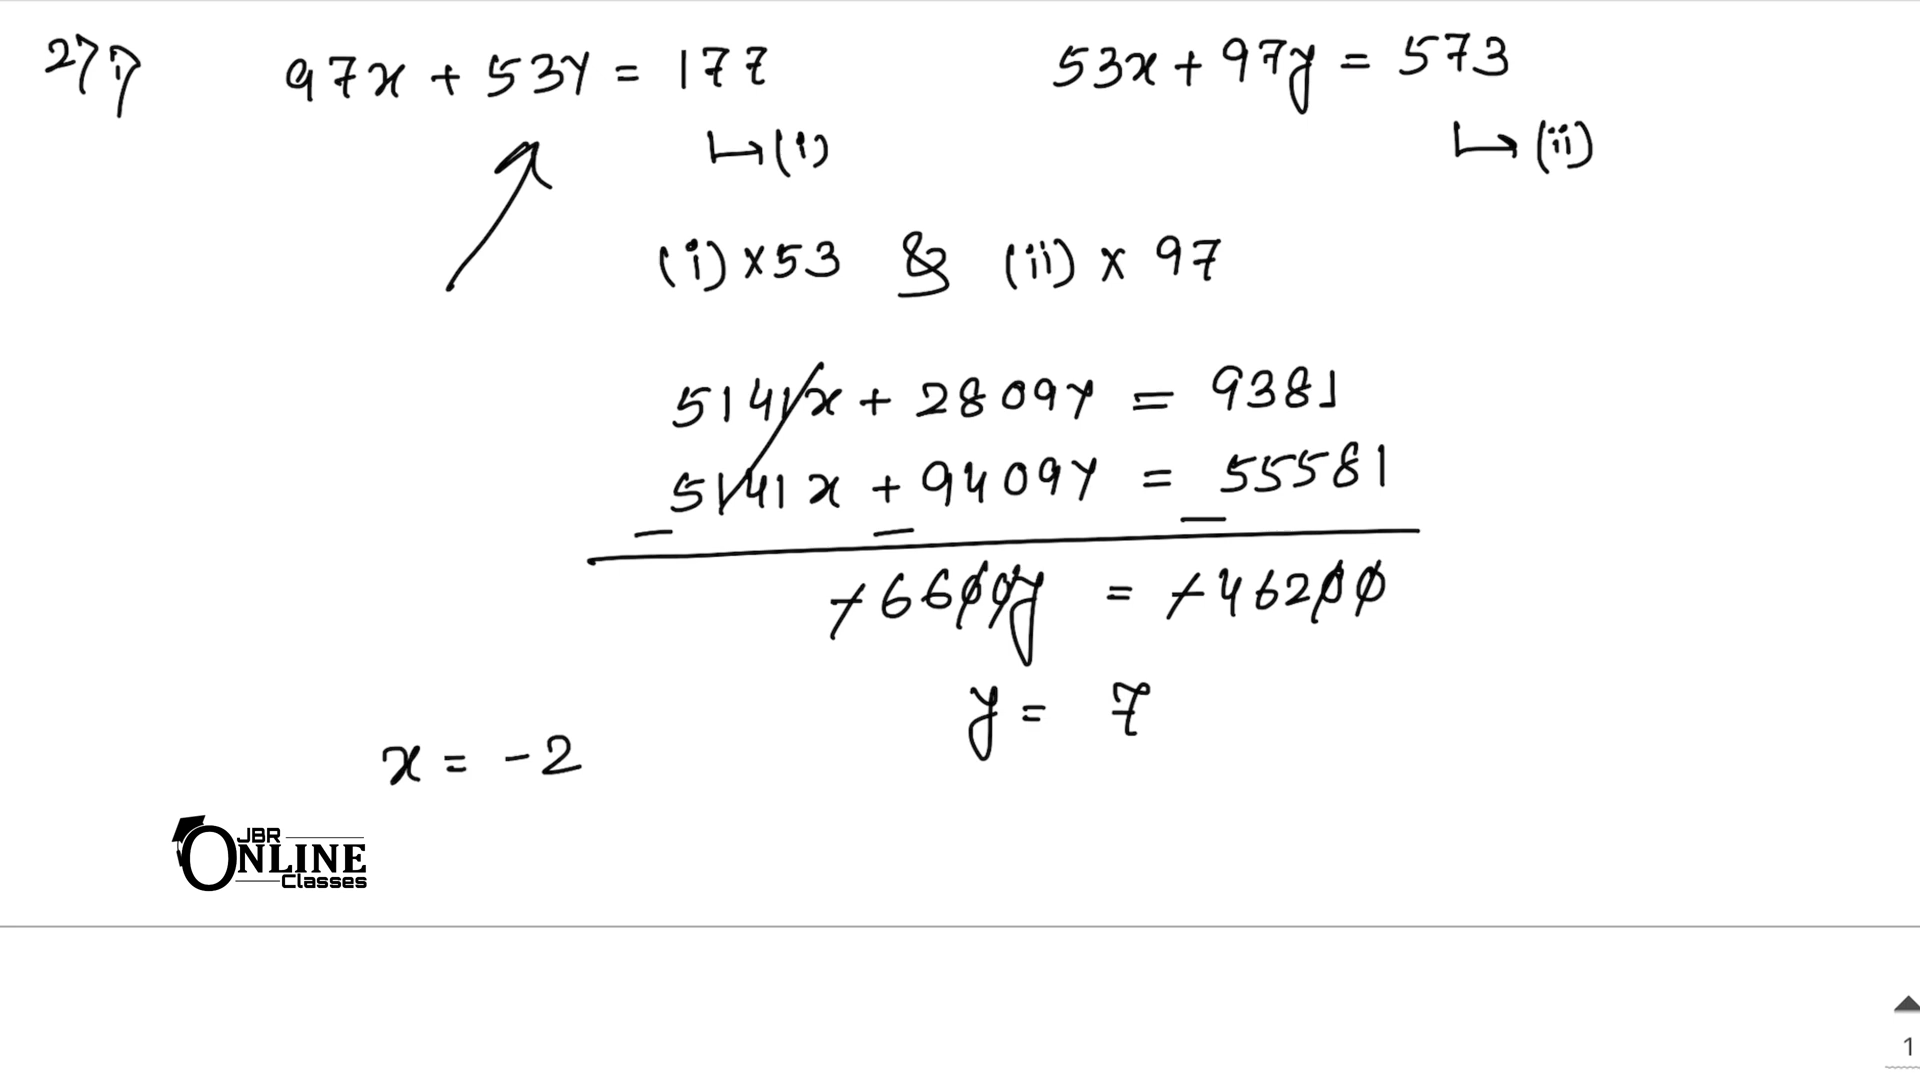 27) i) 97x + 53y = 177 53x + 97y = 573
↳ (i) ↳ (ii)
(i) × 53 & (ii) × 97
5141x + 2809y = 9381
5141x + 9409y = 55581
− − −
-6600y = -46200
y = 7
x = -2
JBR
ONLINE
Classes
1